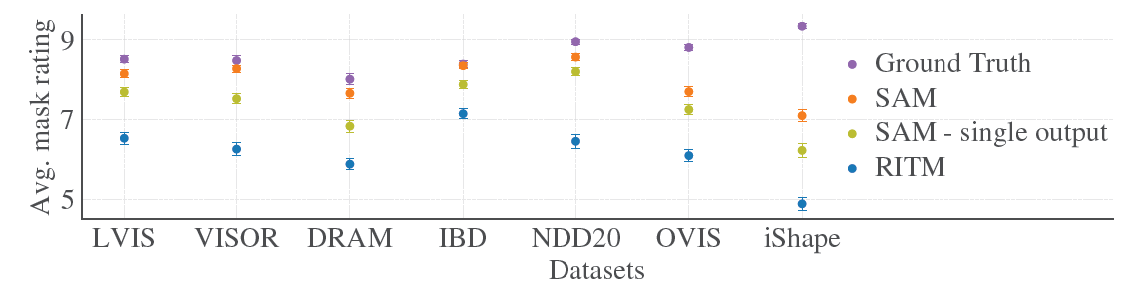 Avg. mask rating
9
7
5
Ground Truth
SAM
SAM - single output
RITM
LVIS VISOR DRAM IBD NDD20 OVIS iShape
Datasets